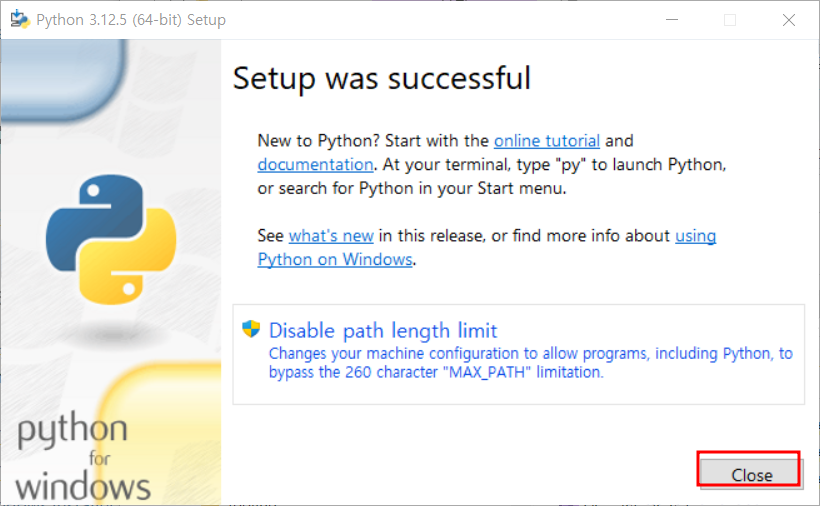 Python 3.12.5 (64-bit) Setup
Setup was successful
New to Python? Start with the online tutorial and
documentation. At your terminal, type "py" to launch Python,
or search for Python in your Start menu.
See what's new in this release, or find more info about using
Python on Windows.
Disable path length limit
Changes your machine configuration to allow programs, including Python, to
bypass the 260 character "MAX_PATH" limitation.
python
for
windows
Close